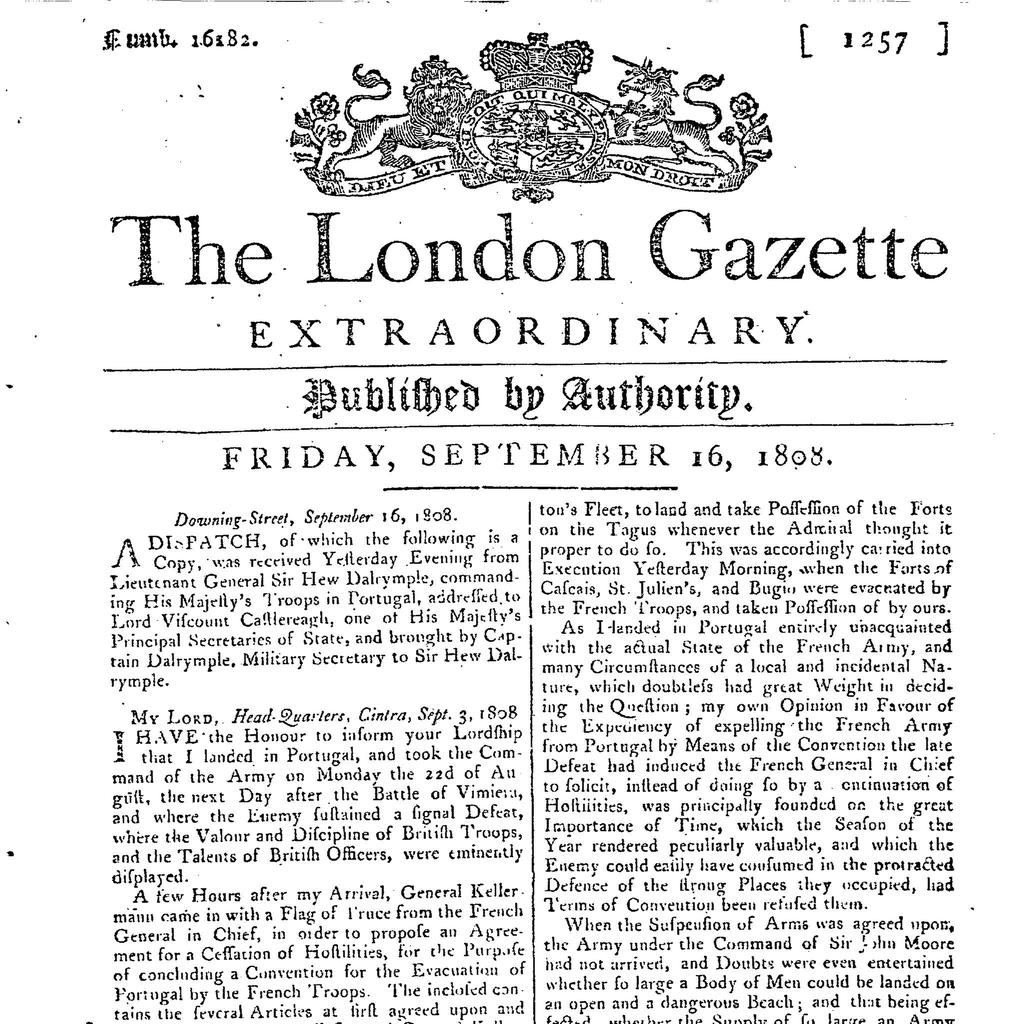 Numb. 16182.
[ 1257 ]
HONI SOIT QUI MAL Y PENSE
DIEU ET MON DROIT
The London Gazette
EXTRAORDINARY.
Publiſhed by Authority.
FRIDAY, SEPTEMBER 16, 1808.
Downing-Street, September 16, 1808.
A DISPATCH, of which the following is a
Copy, was received Yeſterday Evening from
Lieutenant General Sir Hew Dalrymple, command-
ing His Majeſty's Troops in Portugal, addreſſed to
Lord Viſcount Caſtlereagh, one of His Majeſty's
Principal Secretaries of State, and brought by Cap-
tain Dalrymple, Military Secretary to Sir Hew Dal-
rymple.
MY LORD, Head-Quarters, Cintra, Sept. 3, 1808
I HAVE the Honour to inform your Lordſhip
that I landed in Portugal, and took the Com-
mand of the Army on Monday the 22d of Au
guſt, the next Day after the Battle of Vimiera,
and where the Enemy ſuſtained a ſignal Defeat,
where the Valour and Diſcipline of Britiſh Troops,
and the Talents of Britiſh Officers, were eminently
diſplayed.
A few Hours after my Arrival, General Keller-
mann came in with a Flag of Truce from the French
General in Chief, in order to propoſe an Agree-
ment for a Ceſſation of Hoſtilities, for the Purpoſe
of concluding a Convention for the Evacuation of
Portugal by the French Troops. The incloſed con-
tains the ſeveral Articles at firſt agreed upon and
ton's Fleet, to land and take Poſſeſſion of the Forts
on the Tagus whenever the Admiral thought it
proper to do ſo. This was accordingly carried into
Execution Yeſterday Morning, when the Forts of
Caſcais, St. Julien's, and Bugio were evacuated by
the French Troops, and taken Poſſeſſion of by ours.
As I landed in Portugal entirely unacquainted
with the actual State of the French Army, and
many Circumſtances of a local and incidental Na-
ture, which doubtleſs had great Weight in decid-
ing the Queſtion; my own Opinion in Favour of
the Expediency of expelling the French Army
from Portugal by Means of the Convention the late
Defeat had induced the French General in Chief
to ſolicit, inſtead of doing ſo by a continuation of
Hoſtilities, was principally founded on the great
Importance of Time, which the Seaſon of the
Year rendered peculiarly valuable, and which the
Enemy could eaſily have conſumed in the protracted
Defence of the ſtrong Places they occupied, had
Terms of Convention been refuſed them.
When the Suſpenſion of Arms was agreed upon,
the Army under the Command of Sir John Moore
had not arrived, and Doubts were even entertained
whether ſo large a Body of Men could be landed on
an open and a dangerous Beach; and that being ef-
fected, whether the Supply of ſo large an Army